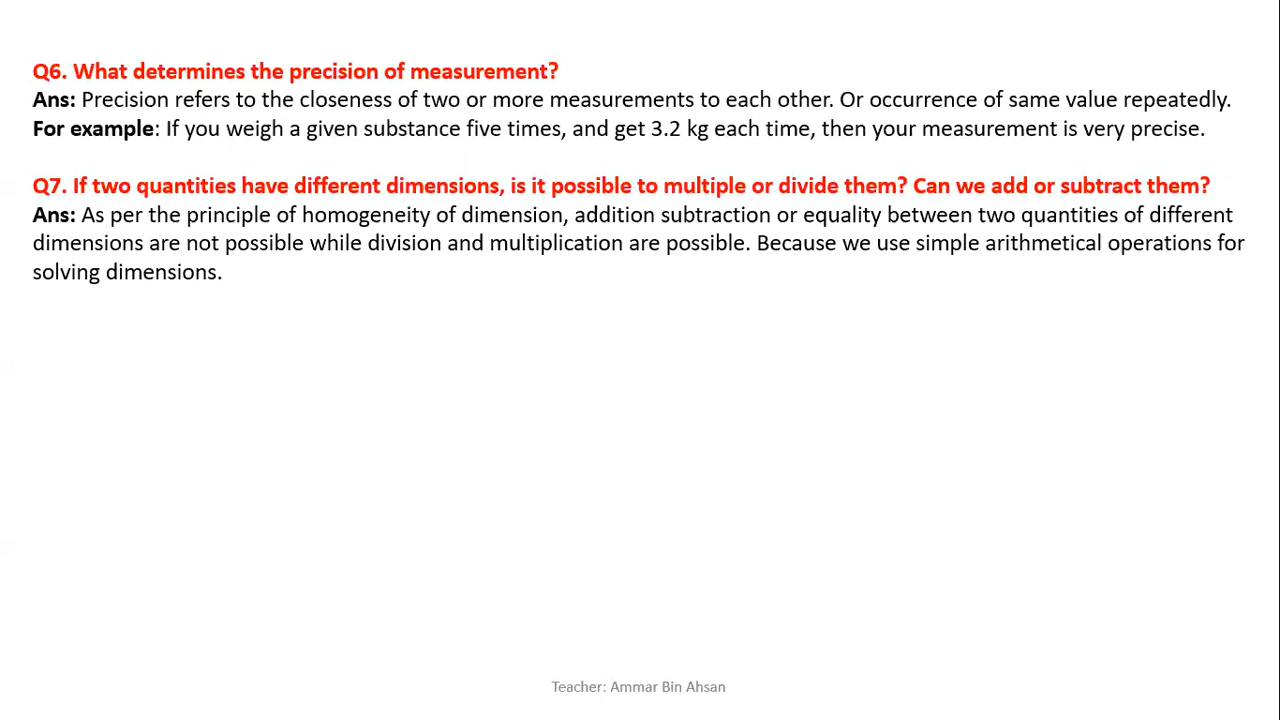 Q6. What determines the precision of measurement?
Ans: Precision refers to the closeness of two or more measurements to each other. Or occurrence of same value repeatedly.
For example: If you weigh a given substance five times, and get 3.2 kg each time, then your measurement is very precise.
Q7. If two quantities have different dimensions, is it possible to multiple or divide them? Can we add or subtract them?
Ans: As per the principle of homogeneity of dimension, addition subtraction or equality between two quantities of different
dimensions are not possible while division and multiplication are possible. Because we use simple arithmetical operations for
solving dimensions.
Teacher: Ammar Bin Ahsan